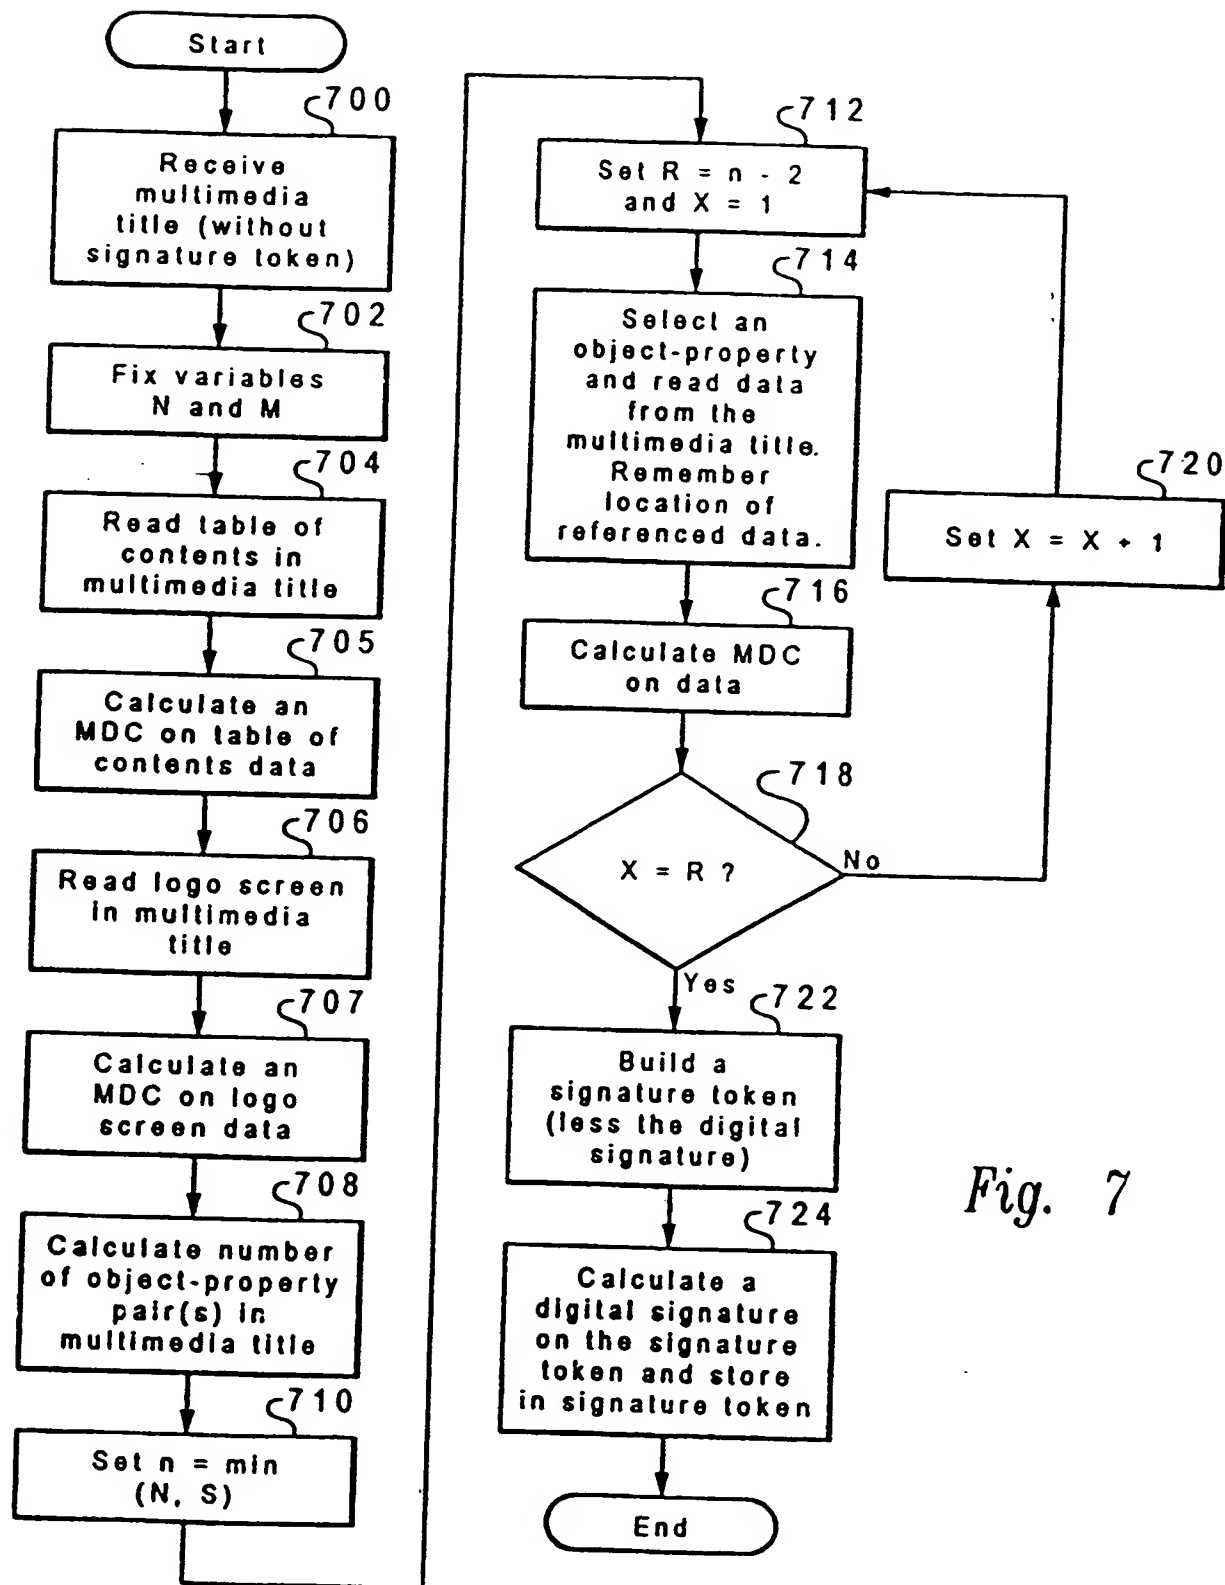 Start
700
Receive
multimedia
title (without
signature token)
702
Fix variables
N and M
704
Read table of
contents in
multimedia title
705
Calculate an
MDC on table of
contents data
706
Read logo screen
in multimedia
title
707
Calculate an
MDC on logo
screen data
708
Calculate number
of object-property
pair(s) in
multimedia title
710
Set n = min
(N, S)
712
Set R = n - 2
and X = 1
714
Select an
object-property
and read data
from the
multimedia title.
Remember
location of
referenced data.
716
Calculate MDC
on data
718
X = R ?
No
Yes
720
Set X = X + 1
722
Build a
signature token
(less the digital
signature)
724
Calculate a
digital signature
on the signature
token and store
in signature token
End
Fig. 7